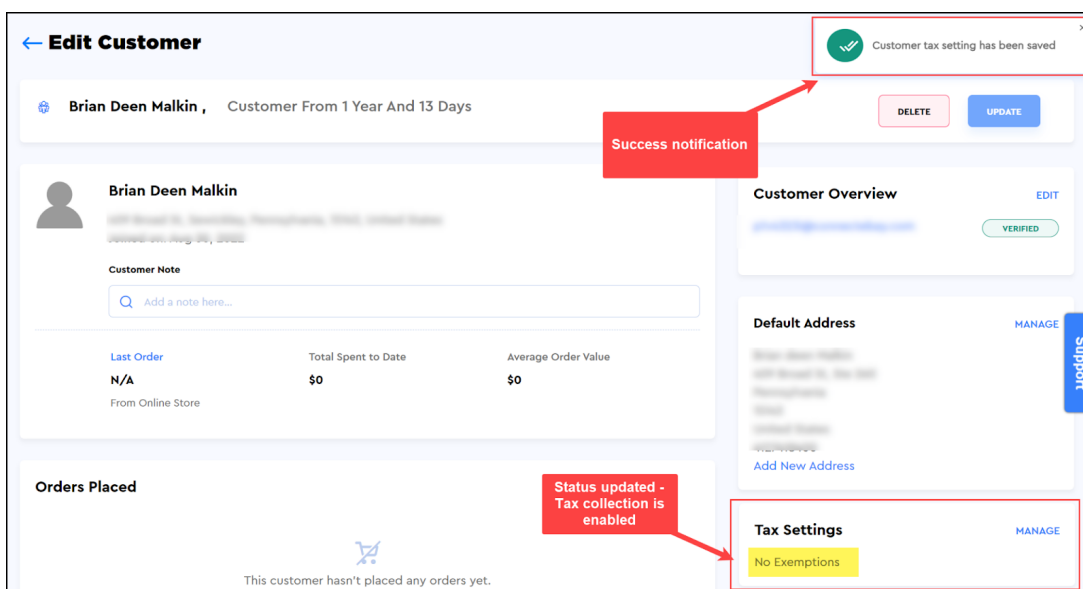 ← Edit Customer
Customer tax setting has been saved
×
Brian Deen Malkin , Customer From 1 Year And 13 Days
DELETE
UPDATE
Success notification
Brian Deen Malkin
Customer Note
Add a note here...
Last Order
Total Spent to Date
Average Order Value
N/A
$0
$0
From Online Store
Customer Overview
EDIT
VERIFIED
Default Address
MANAGE
Add New Address
Support
Orders Placed
This customer hasn't placed any orders yet.
Status updated -
Tax collection is
enabled
Tax Settings
MANAGE
No Exemptions